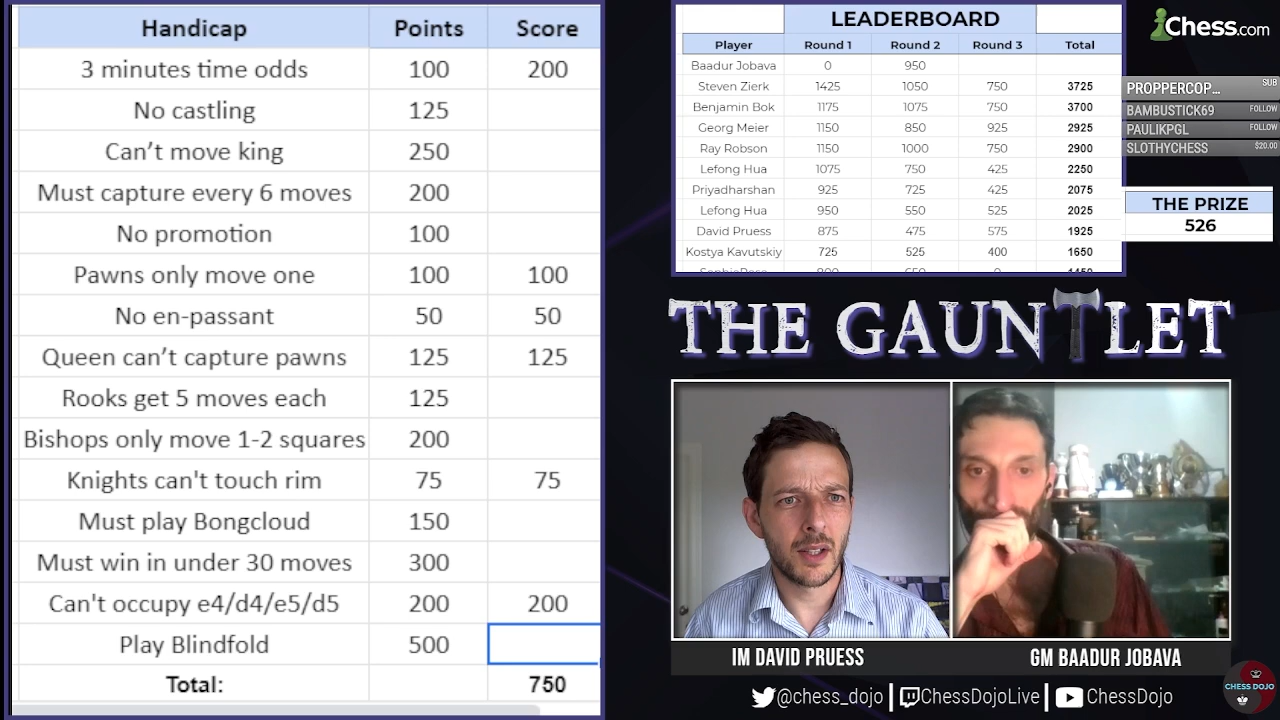 Handicap Points Score
3 minutes time odds 100 200
No castling 125
Can't move king 250
Must capture every 6 moves 200
No promotion 100
Pawns only move one 100 100
No en-passant 50 50
Queen can't capture pawns 125 125
Rooks get 5 moves each 125
Bishops only move 1-2 squares 200
Knights can't touch rim 75 75
Must play Bongcloud 150
Must win in under 30 moves 300
Can't occupy e4/d4/e5/d5 200 200
Play Blindfold 500
Total: 750
LEADERBOARD
Player Round 1 Round 2 Round 3 Total
Baadur Jobava 0 950
Steven Zierk 1425 1050 750 3725
Benjamin Bok 1175 1075 750 3700
Georg Meier 1150 850 925 2925
Ray Robson 1150 1000 750 2900
Lefong Hua 1075 750 425 2250
Priyadharshan 925 725 425 2075
Lefong Hua 950 550 525 2025
David Pruess 875 475 575 1925
Kostya Kavutskiy 725 525 400 1650
Chess.com
PROPPERCOP... SUB
BAMBUSTICK69 FOLLOW
PAULIKPGL FOLLOW
SLOTHYCHESS $20.00
THE PRIZE
526
THE GAUNTLET
IM DAVID PRUESS
GM BAADUR JOBAVA
@chess_dojo ChessDojoLive ChessDojo
CHESS DOJO